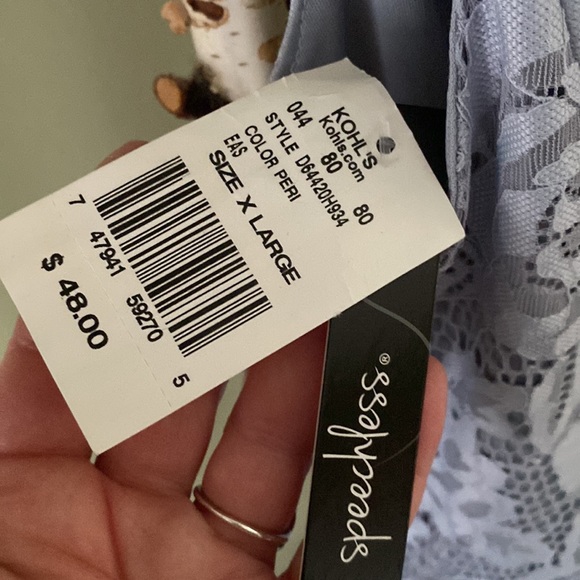 KOHL'S
Kohls.com
044 80 80
STYLE D64420H934
COLOR PERI
EAS
SIZE X LARGE
7 47941 59270 5
$ 48.00
speechless®